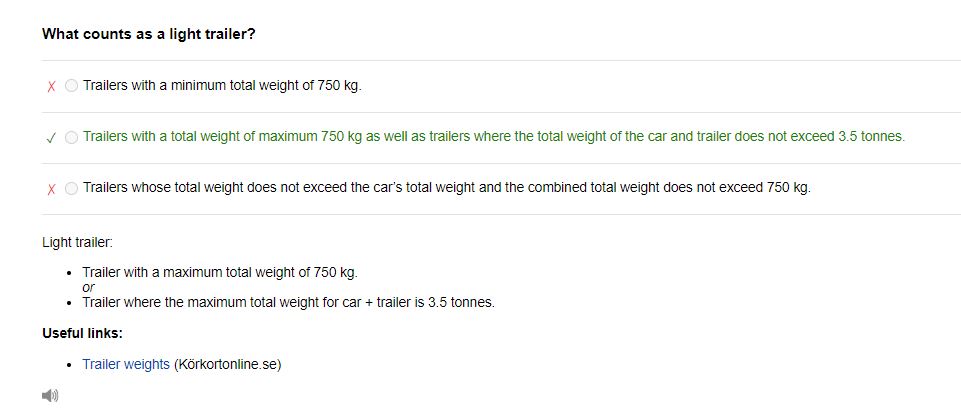 What counts as a light trailer?
X Trailers with a minimum total weight of 750 kg.
✓ Trailers with a total weight of maximum 750 kg as well as trailers where the total weight of the car and trailer does not exceed 3.5 tonnes.
X Trailers whose total weight does not exceed the car's total weight and the combined total weight does not exceed 750 kg.
Light trailer:
• Trailer with a maximum total weight of 750 kg.
or
• Trailer where the maximum total weight for car + trailer is 3.5 tonnes.
Useful links:
• Trailer weights (Körkortonline.se)